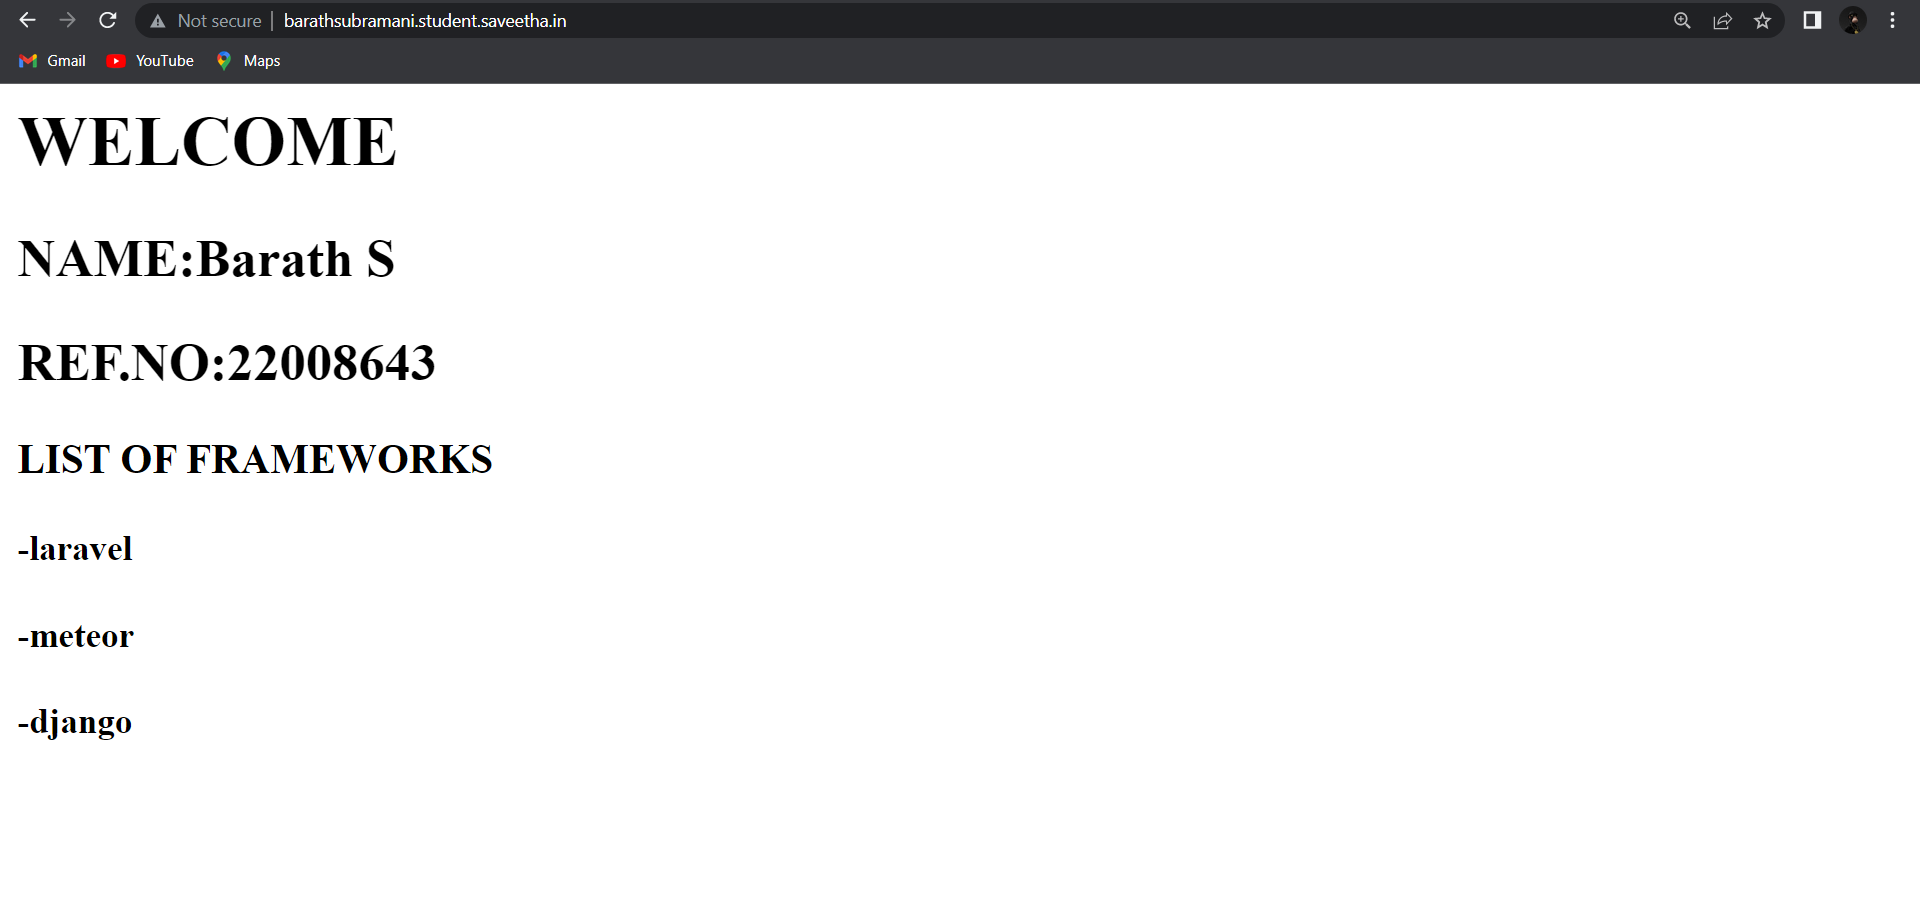 Not secure | barathsubramani.student.saveetha.in
Gmail YouTube Maps
WELCOME
NAME:Barath S
REF.NO:22008643
LIST OF FRAMEWORKS
-laravel
-meteor
-django